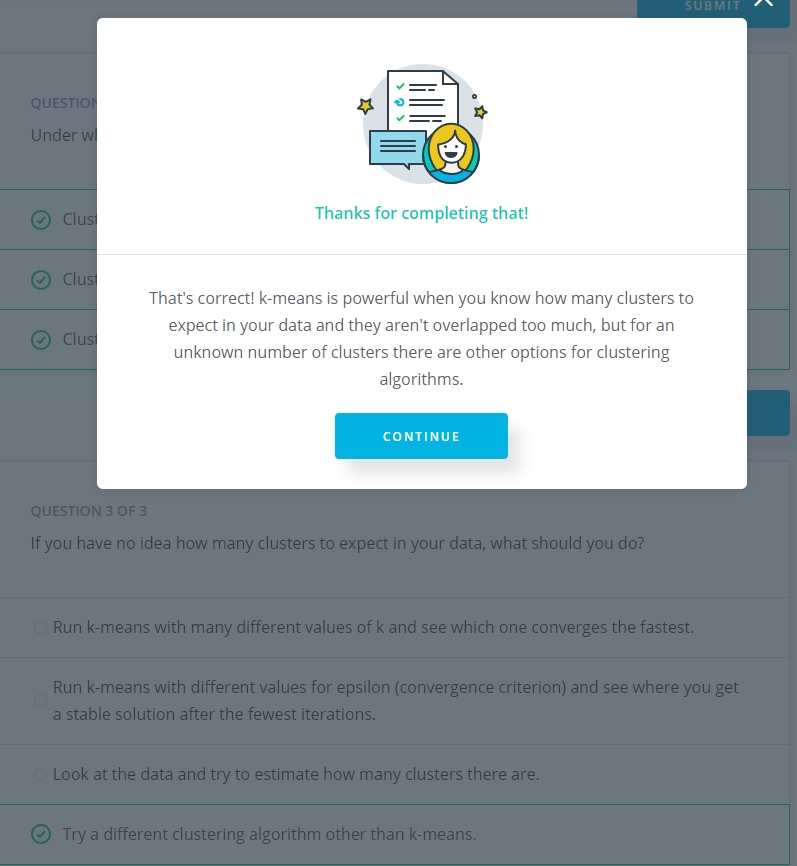 SUBMIT
QUESTION
Under
Thanks for completing that!
That's correct! k-means is powerful when you know how many clusters to
expect in your data and they aren't overlapped too much, but for an
unknown number of clusters there are other options for clustering
algorithms.
CONTINUE
QUESTION 3 OF 3
If you have no idea how many clusters to expect in your data, what should you do?
Run k-means with many different values of k and see which one converges the fastest.
Run k-means with different values for epsilon (convergence criterion) and see where you get
a stable solution after the fewest iterations.
Look at the data and try to estimate how many clusters there are.
Try a different clustering algorithm other than k-means.